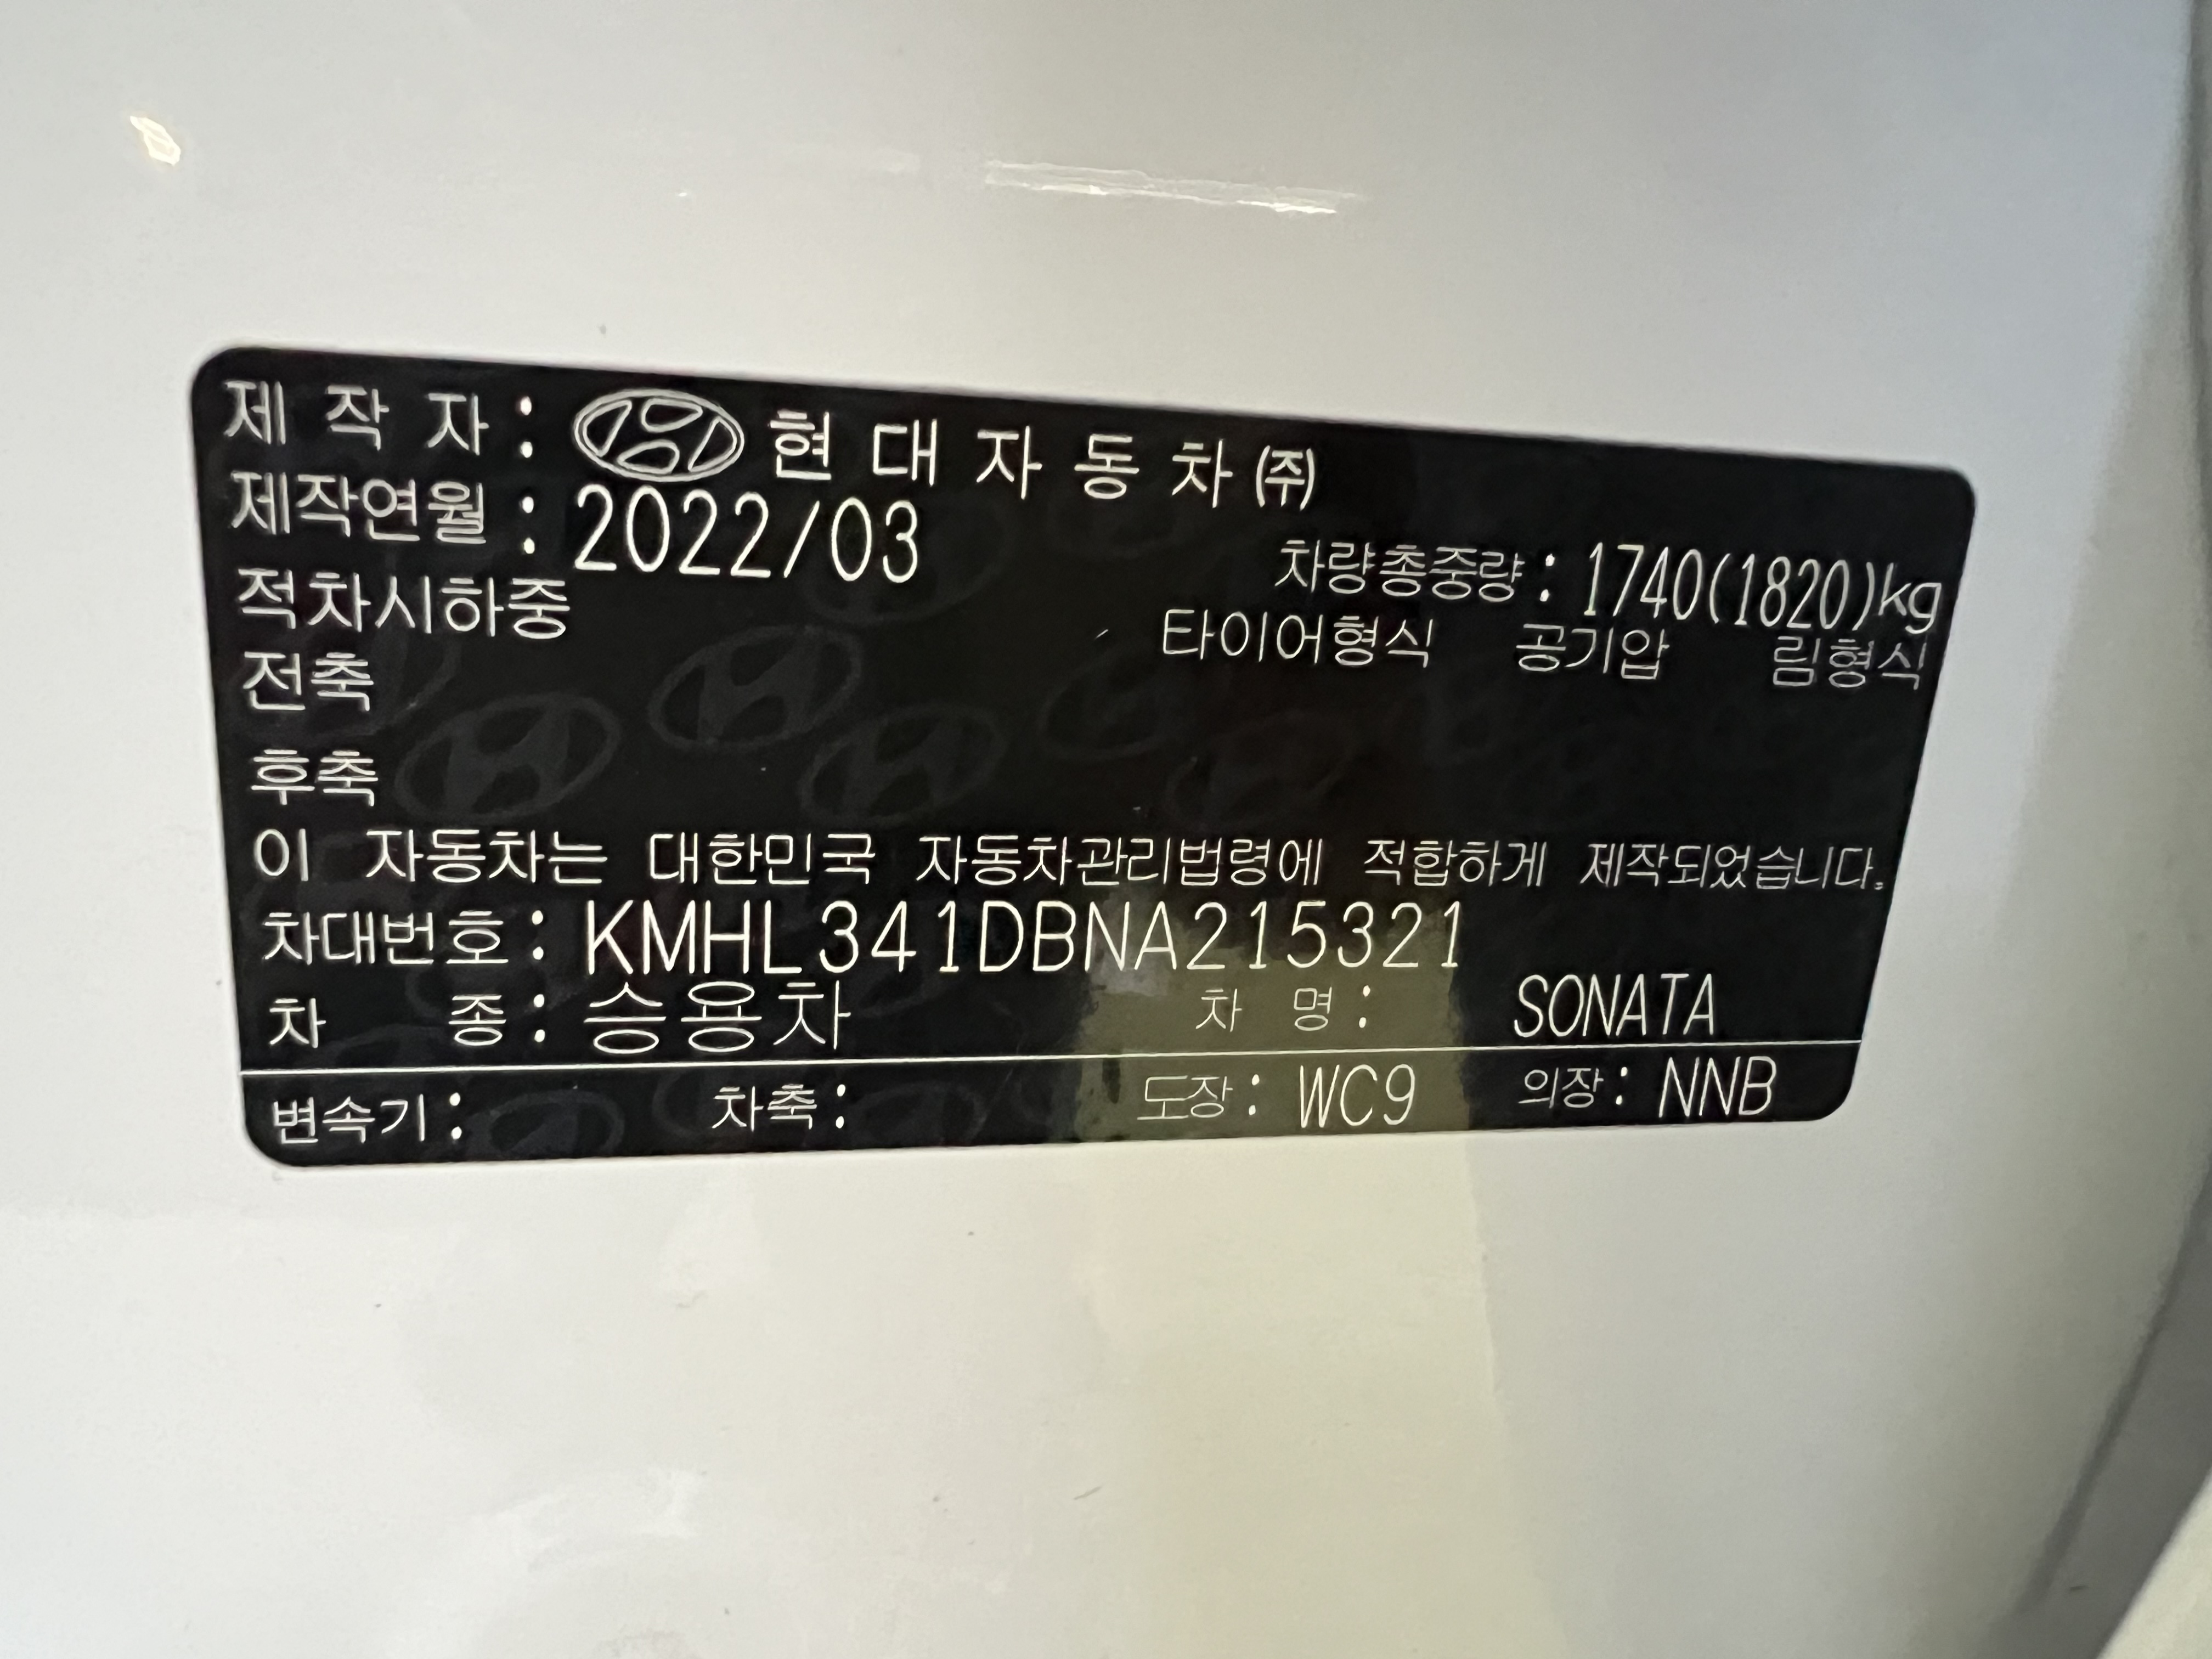 제 작 자 : 현 대 자 동 차 ㈜
제작연월 : 2022/03
차량총중량 : 1740(1820)kg
적차시하중 타이어형식 공기압 림형식
전축
후축
이 자동차는 대한민국 자동차관리법령에 적합하게 제작되었습니다.
차대번호 : KMHL341DBNA215321
차 종 : 승용차 차 명 : SONATA
변속기 : 차축 : 도장 : WC9 의장 : NNB